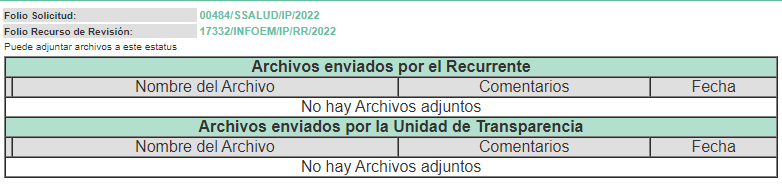 Folio Solicitud: 00484/SSALUD/IP/2022
Folio Recurso de Revisión: 17332/INFOEM/IP/RR/2022
Puede adjuntar archivos a este estatus
Archivos enviados por el Recurrente
Nombre del Archivo Comentarios Fecha
No hay Archivos adjuntos
Archivos enviados por la Unidad de Transparencia
Nombre del Archivo Comentarios Fecha
No hay Archivos adjuntos